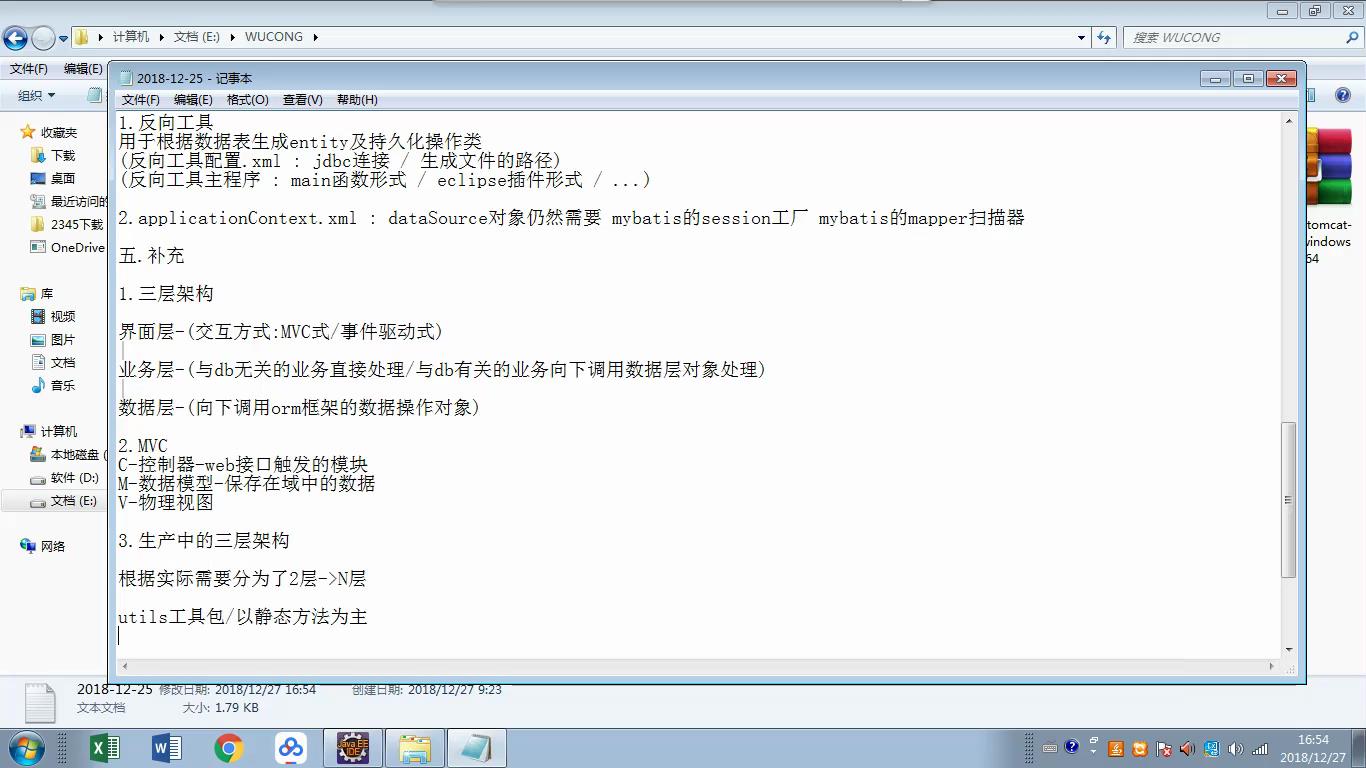 计算机 ▸ 文档 (E:) ▸ WUCONG ▸
搜索 WUCONG
文件(F) 编辑(E)
组织
2018-12-25 - 记事本
文件(F) 编辑(E) 格式(O) 查看(V) 帮助(H)
收藏夹
下载
桌面
最近访问的
2345下载
OneDrive
库
视频
图片
文档
音乐
计算机
本地磁盘 (
软件 (D:)
文档 (E:)
网络
1.反向工具
用于根据数据表生成entity及持久化操作类
(反向工具配置.xml : jdbc连接 / 生成文件的路径)
(反向工具主程序 : main函数形式 / eclipse插件形式 / ...)
2.applicationContext.xml : dataSource对象仍然需要 mybatis的session工厂 mybatis的mapper扫描器
五.补充
1.三层架构
界面层-(交互方式:MVC式/事件驱动式)
|
业务层-(与db无关的业务直接处理/与db有关的业务向下调用数据层对象处理)
|
数据层-(向下调用orm框架的数据操作对象)
2.MVC
C-控制器-web接口触发的模块
M-数据模型-保存在域中的数据
V-物理视图
3.生产中的三层架构
根据实际需要分为了2层->N层
utils工具包/以静态方法为主
tomcat-
windows
64
2018-12-25 修改日期: 2018/12/27 16:54 创建日期: 2018/12/27 9:23
文本文档 大小: 1.79 KB
Java EE
IDE
16:54
2018/12/27